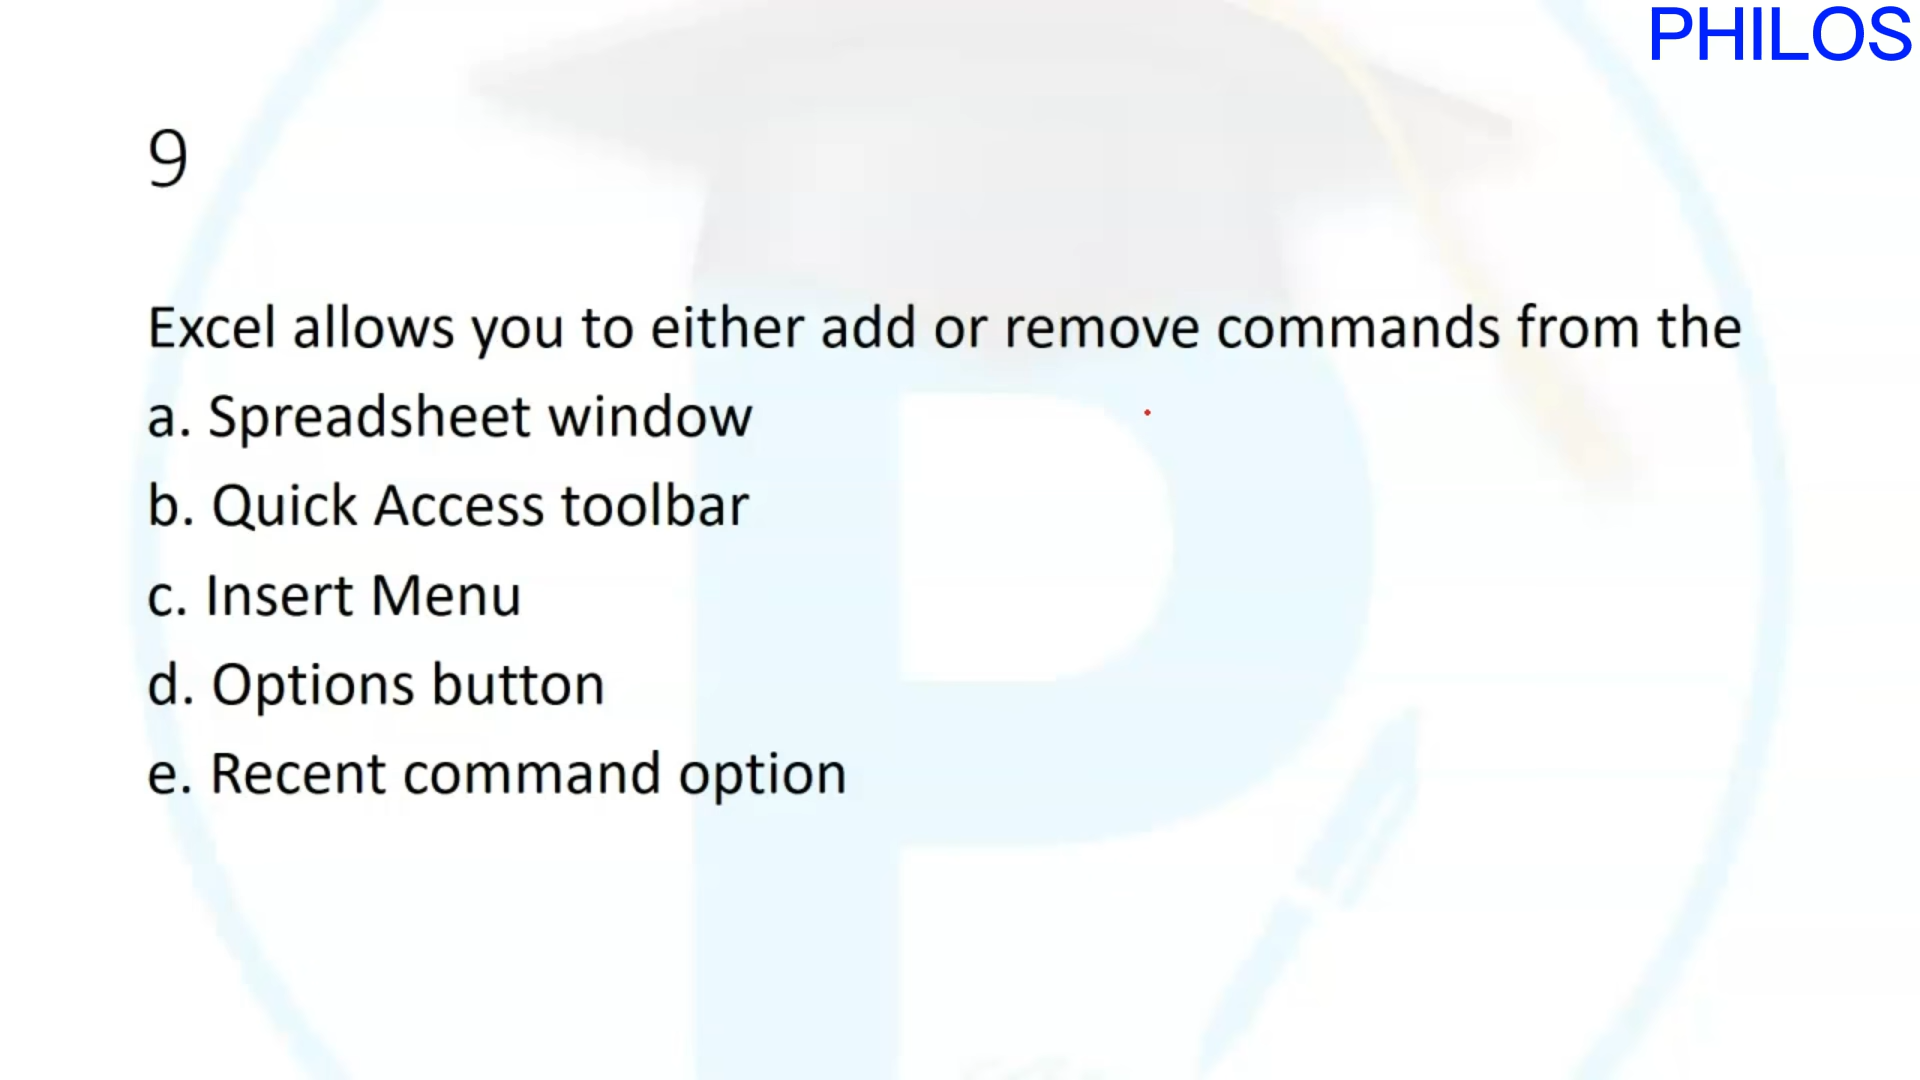 PHILOS
9
Excel allows you to either add or remove commands from the
a. Spreadsheet window
b. Quick Access toolbar
c. Insert Menu
d. Options button
e. Recent command option